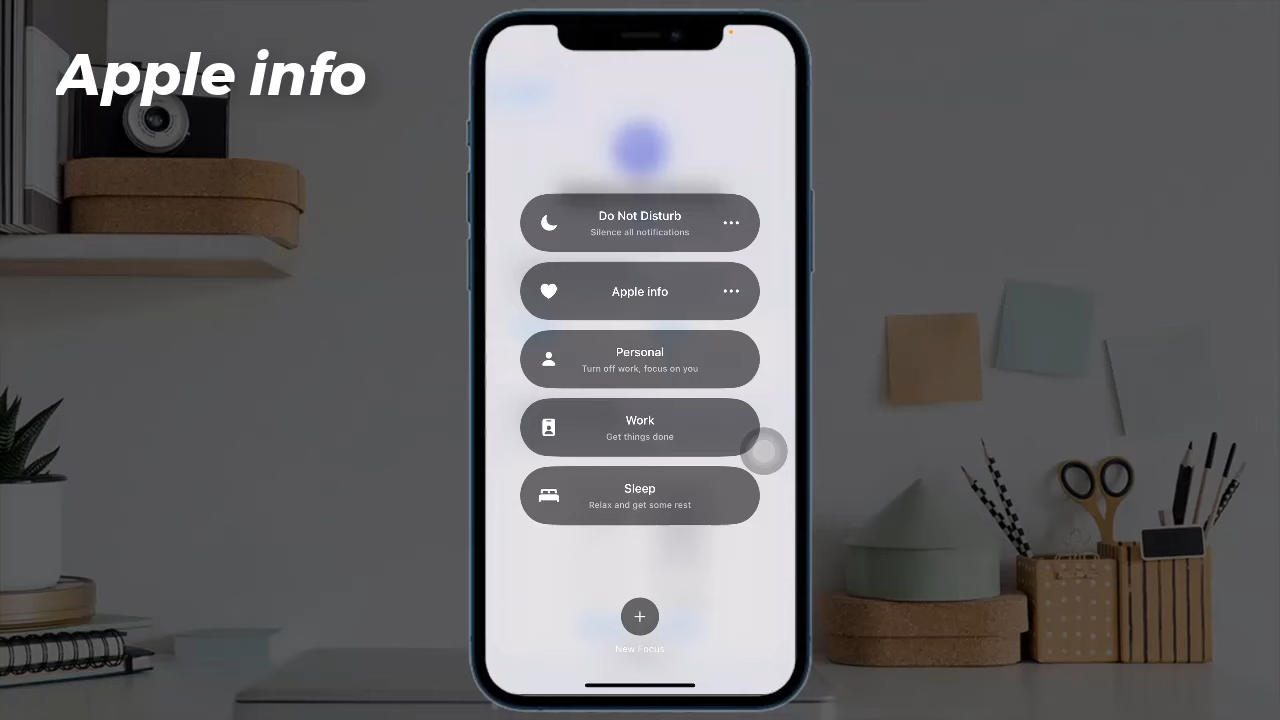 Apple info
Do Not Disturb
Silence all notifications
Apple info
Personal
Turn off work, focus on you
Work
Get things done
Sleep
Relax and get some rest
New Focus